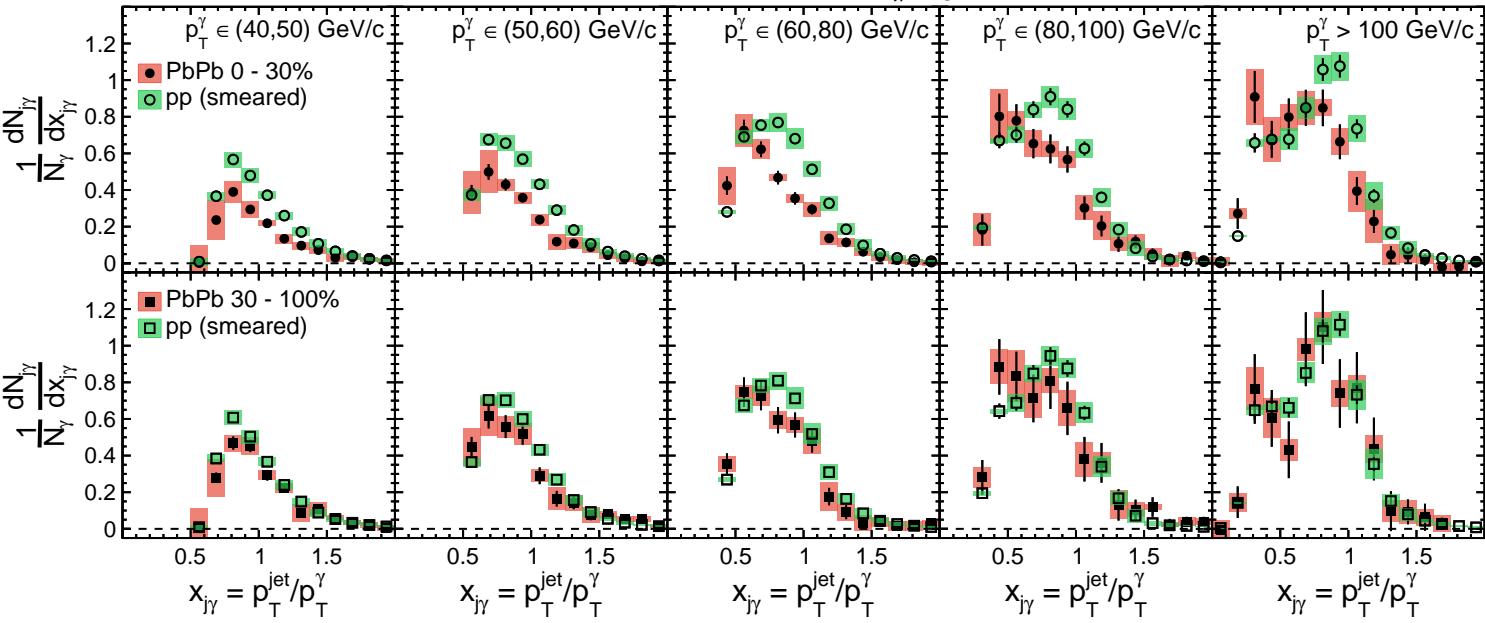 p_T^γ ∈ (40,50) GeV/c
p_T^γ ∈ (50,60) GeV/c
p_T^γ ∈ (60,80) GeV/c
p_T^γ ∈ (80,100) GeV/c
p_T^γ > 100 GeV/c
PbPb 0 - 30%
pp (smeared)
1/N_γ dN_jγ/dx_jγ
1.2
1
0.8
0.6
0.4
0.2
0
PbPb 30 - 100%
pp (smeared)
1/N_γ dN_jγ/dx_jγ
1.2
1
0.8
0.6
0.4
0.2
0
0.5 1 1.5
0.5 1 1.5
0.5 1 1.5
0.5 1 1.5
0.5 1 1.5
x_jγ = p_T^jet/p_T^γ
x_jγ = p_T^jet/p_T^γ
x_jγ = p_T^jet/p_T^γ
x_jγ = p_T^jet/p_T^γ
x_jγ = p_T^jet/p_T^γ